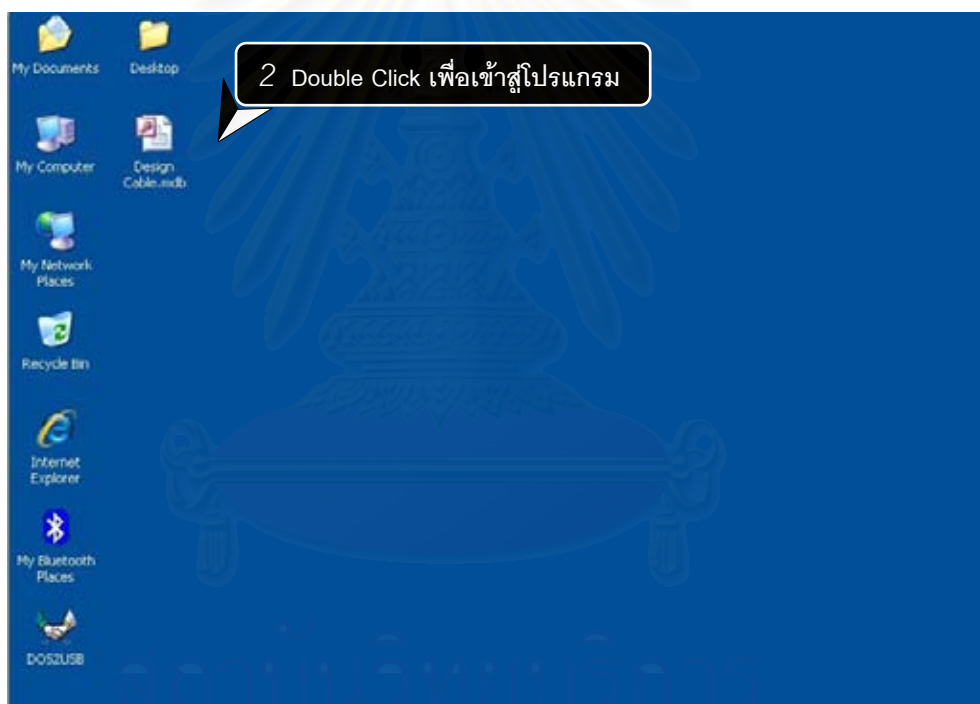 My Documents
Desktop
2 Double Click เพื่อเข้าสู่โปรแกรม
My Computer
Design
Cable.mdb
My Network
Places
Recycle Bin
Internet
Explorer
My Bluetooth
Places
DOS2USB